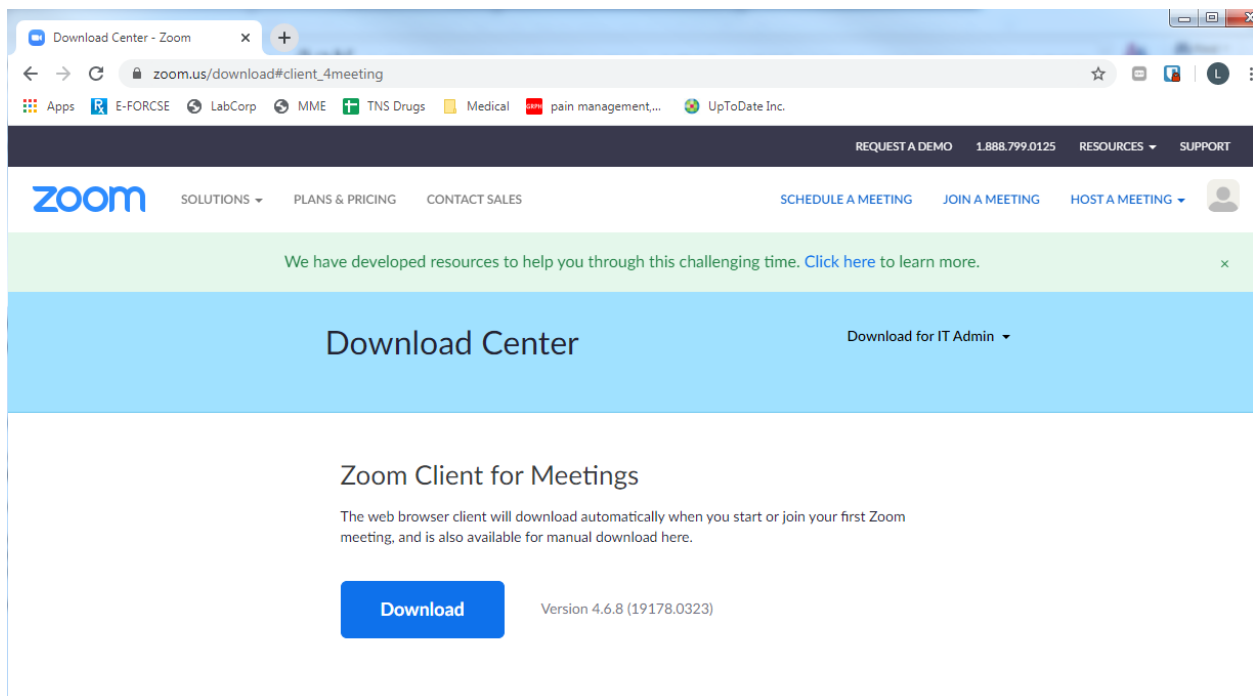 Download Center - Zoom
zoom.us/download#client_4meeting
L
Apps E-FORCSE LabCorp MME TNS Drugs Medical pain management,... UpToDate Inc.
REQUEST A DEMO 1.888.799.0125 RESOURCES SUPPORT
zoom SOLUTIONS PLANS & PRICING CONTACT SALES SCHEDULE A MEETING JOIN A MEETING HOST A MEETING
We have developed resources to help you through this challenging time. Click here to learn more.
Download Center Download for IT Admin
Zoom Client for Meetings
The web browser client will download automatically when you start or join your first Zoom
meeting, and is also available for manual download here.
Download Version 4.6.8 (19178.0323)